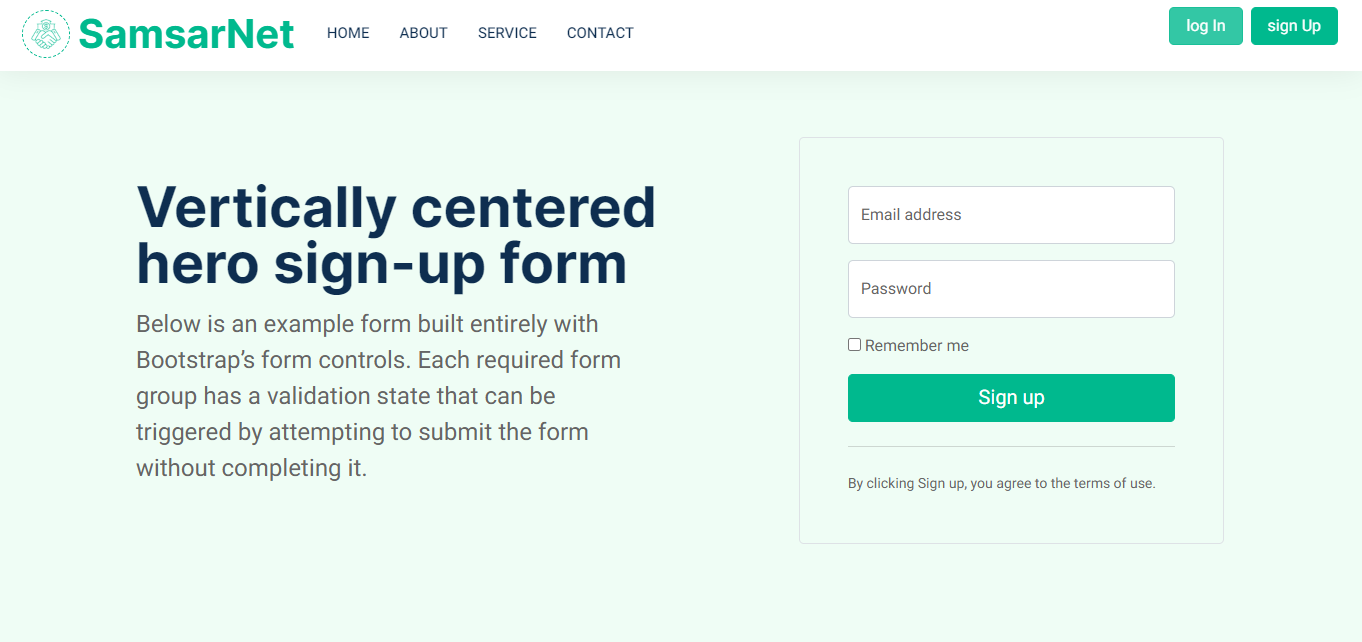 SamsarNet
HOME ABOUT SERVICE CONTACT
log In sign Up
Vertically centered
hero sign-up form
Below is an example form built entirely with
Bootstrap’s form controls. Each required form
group has a validation state that can be
triggered by attempting to submit the form
without completing it.
Email address
Password
Remember me
Sign up
By clicking Sign up, you agree to the terms of use.